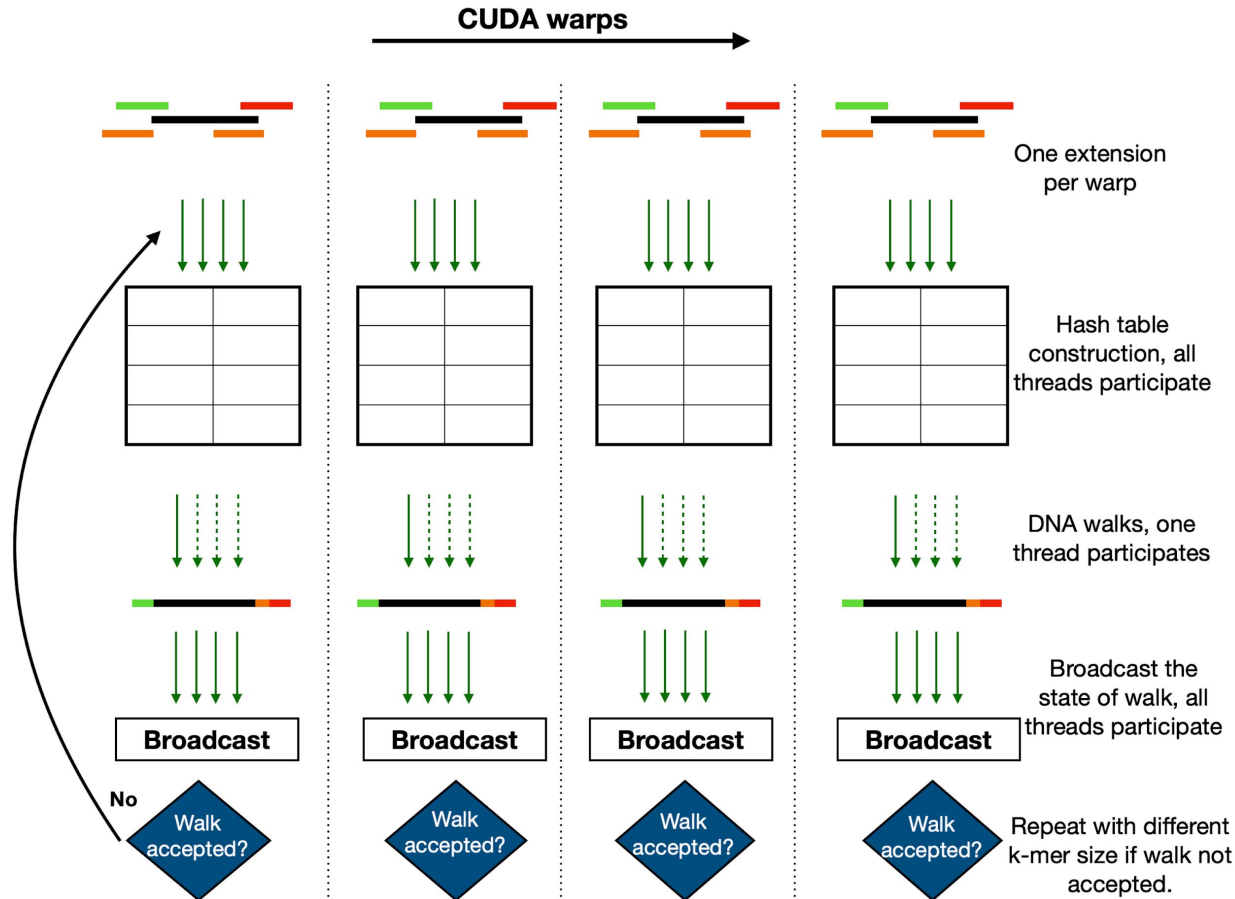 CUDA warps
One extension
per warp
Hash table
construction, all
threads participate
DNA walks, one
thread participates
Broadcast the
state of walk, all
threads participate
Broadcast
Broadcast
Broadcast
Broadcast
No
Walk
accepted?
Walk
accepted?
Walk
accepted?
Walk
accepted?
Repeat with different
k-mer size if walk not
accepted.